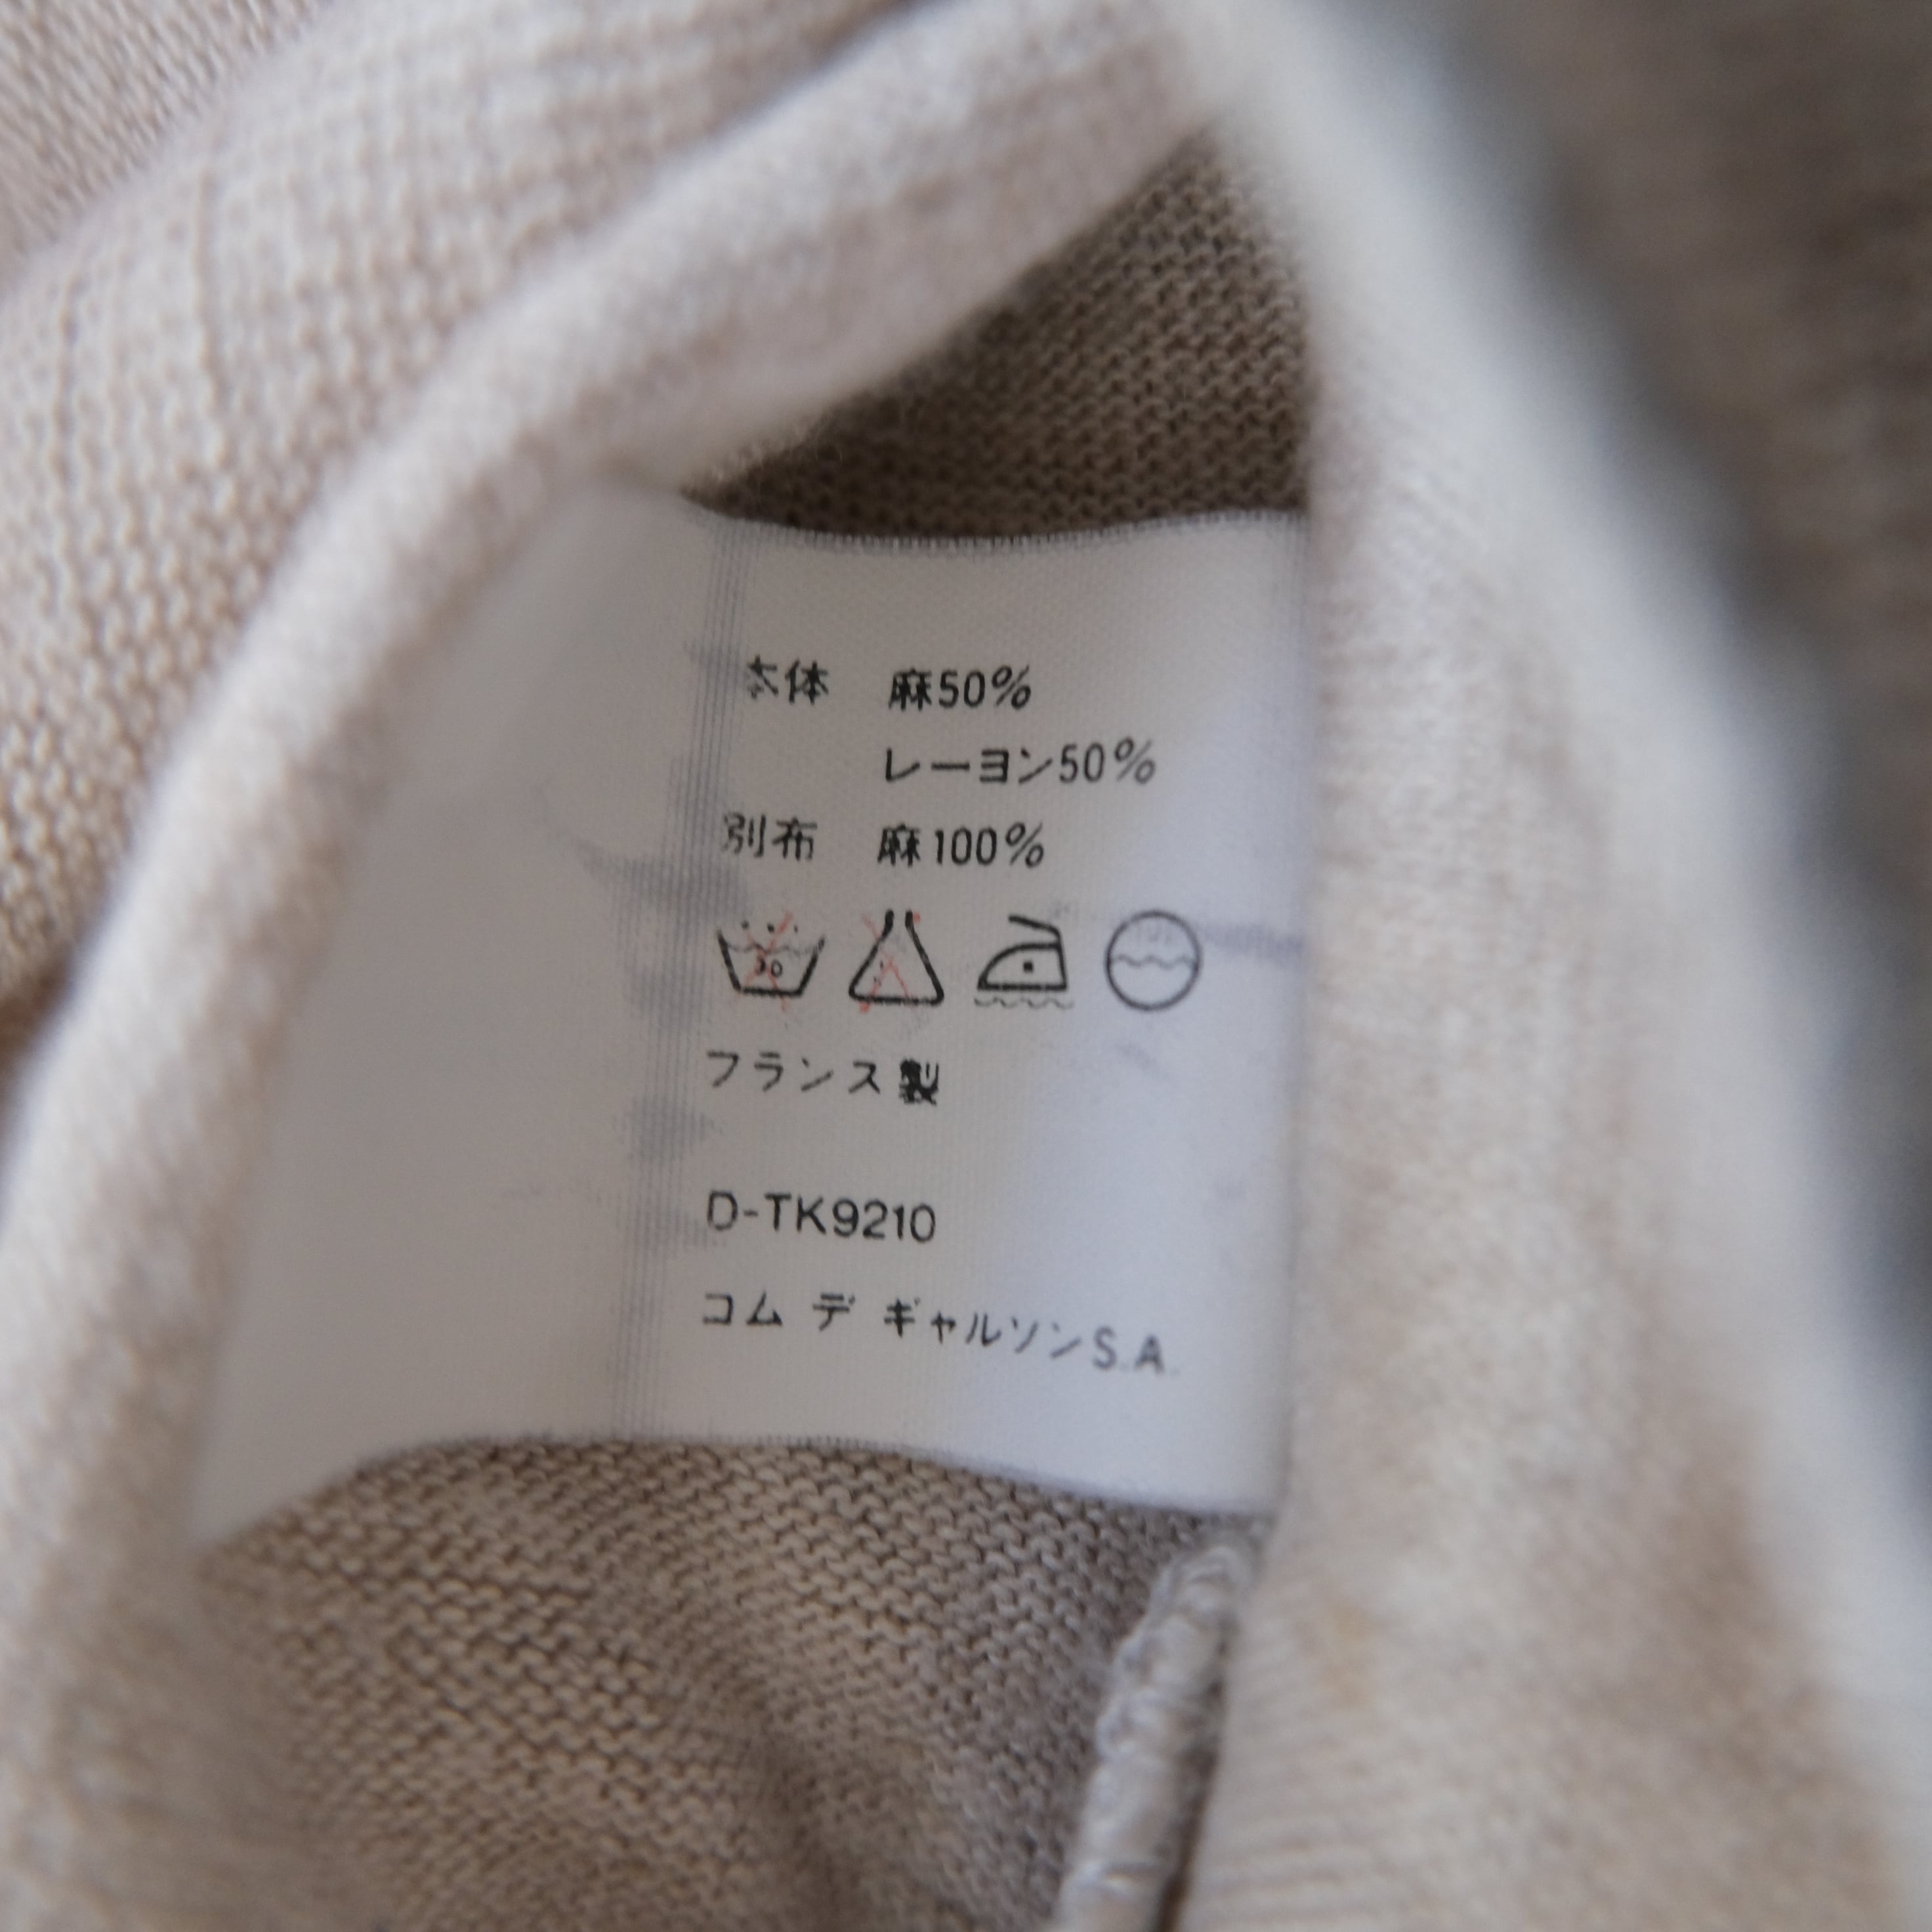 本体 麻50%
レーヨン50%
別布 麻100%
30
フランス製
D-TK9210
コム デ ギャルソンS.A.